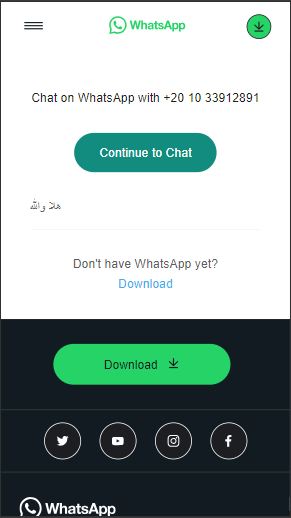 WhatsApp
Chat on WhatsApp with +20 10 33912891
Continue to Chat
هلا والله
Don't have WhatsApp yet?
Download
Download
WhatsApp